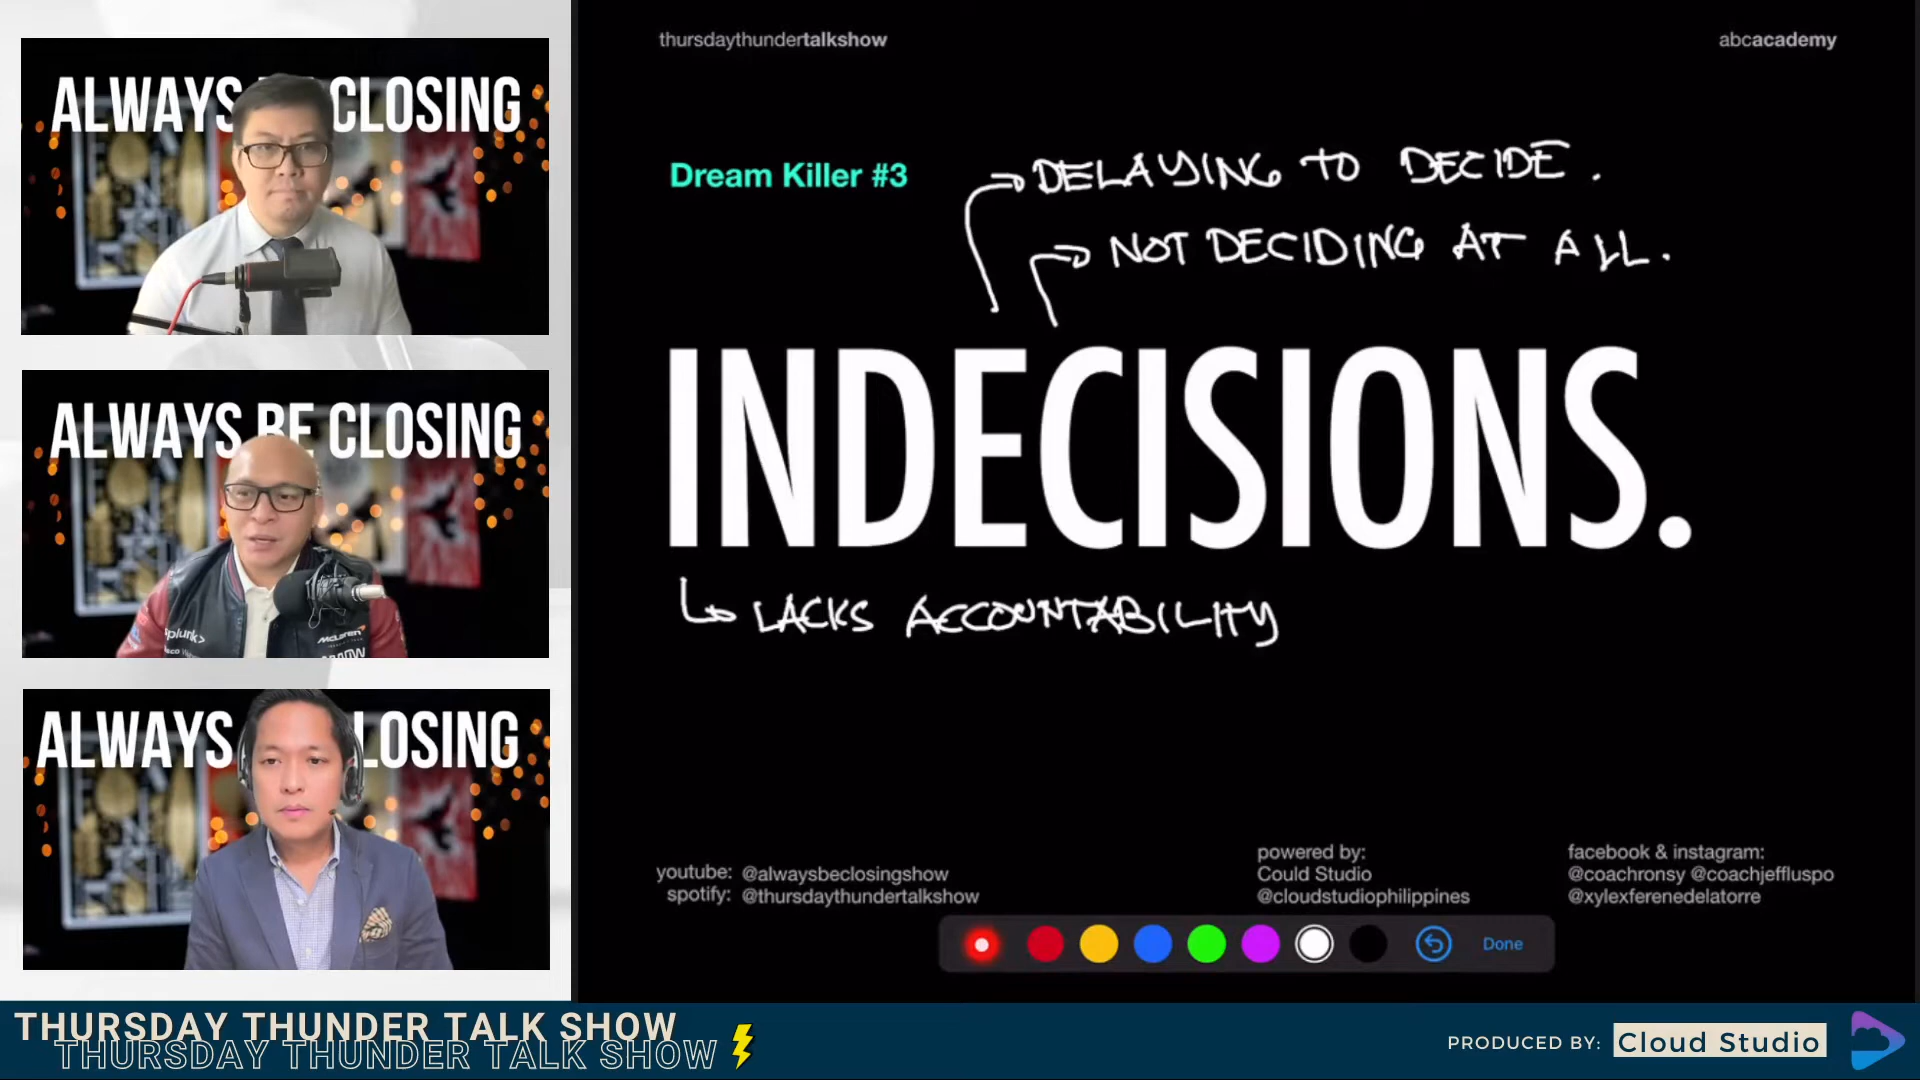 ALWAYS CLOSING
ALWAYS BE CLOSING
splunk>
McLAREN
ALWAYS LOSING
thursdaythundertalkshow
abcacademy
Dream Killer #3
DELAYING TO DECIDE.
NOT DECIDING AT ALL.
INDECISIONS.
LACKS ACCOUNTABILITY
youtube: @alwaysbeclosingshow
spotify: @thursdaythundertalkshow
powered by:
Could Studio
@cloudstudiophilippines
facebook & instagram:
@coachronsy @coachjeffluspo
@xylexferenedelatorre
Done
THURSDAY THUNDER TALK SHOW
THURSDAY THUNDER TALK SHOW
PRODUCED BY: Cloud Studio